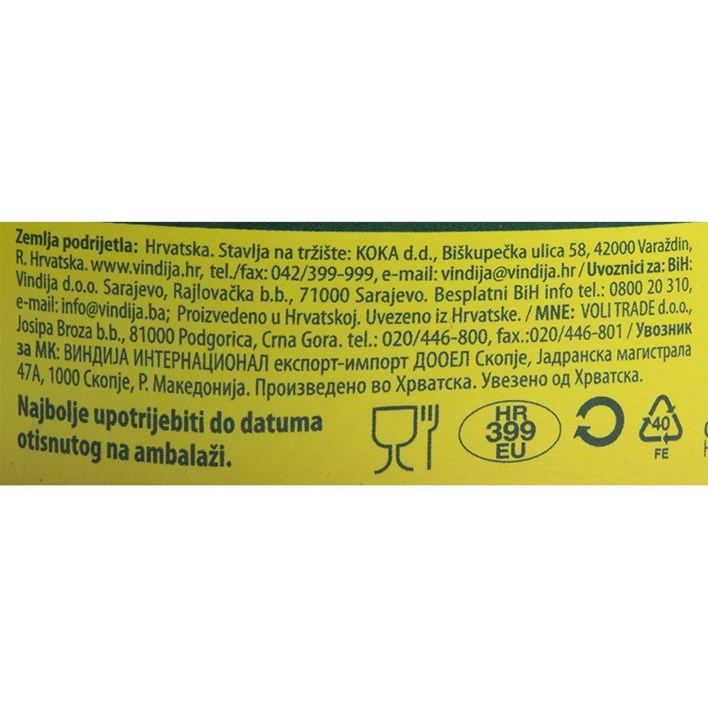 Zemlja podrijetla: Hrvatska. Stavlja na tržište: KOKA d.d., Biškupečka ulica 58, 42000 Varaždin,
R. Hrvatska. www.vindija.hr, tel./fax: 042/399-999, e-mail: vindija@vindija.hr / Uvoznici za: BiH:
Vindija d.o.o. Sarajevo, Rajlovačka b.b., 71000 Sarajevo. Besplatni BiH info tel.: 0800 20 310,
e-mail: info@vindija.ba; Proizvedeno u Hrvatskoj. Uvezeno iz Hrvatske. / MNE: VOLI TRADE d.o.o.,
Josipa Broza b.b., 81000 Podgorica, Crna Gora. tel.: 020/446-800, fax.:020/446-801 / Увозник
за МК: ВИНДИЈА ИНТЕРНАЦИОНАЛ експорт-импорт ДООЕЛ Скопје, Јадранска магистрала
47А, 1000 Скопје, Р. Македонија. Произведено во Хрватска. Увезено од Хрватска.
Najbolje upotrijebiti do datuma
otisnutog na ambalaži.
HR
399
EU
40
FE